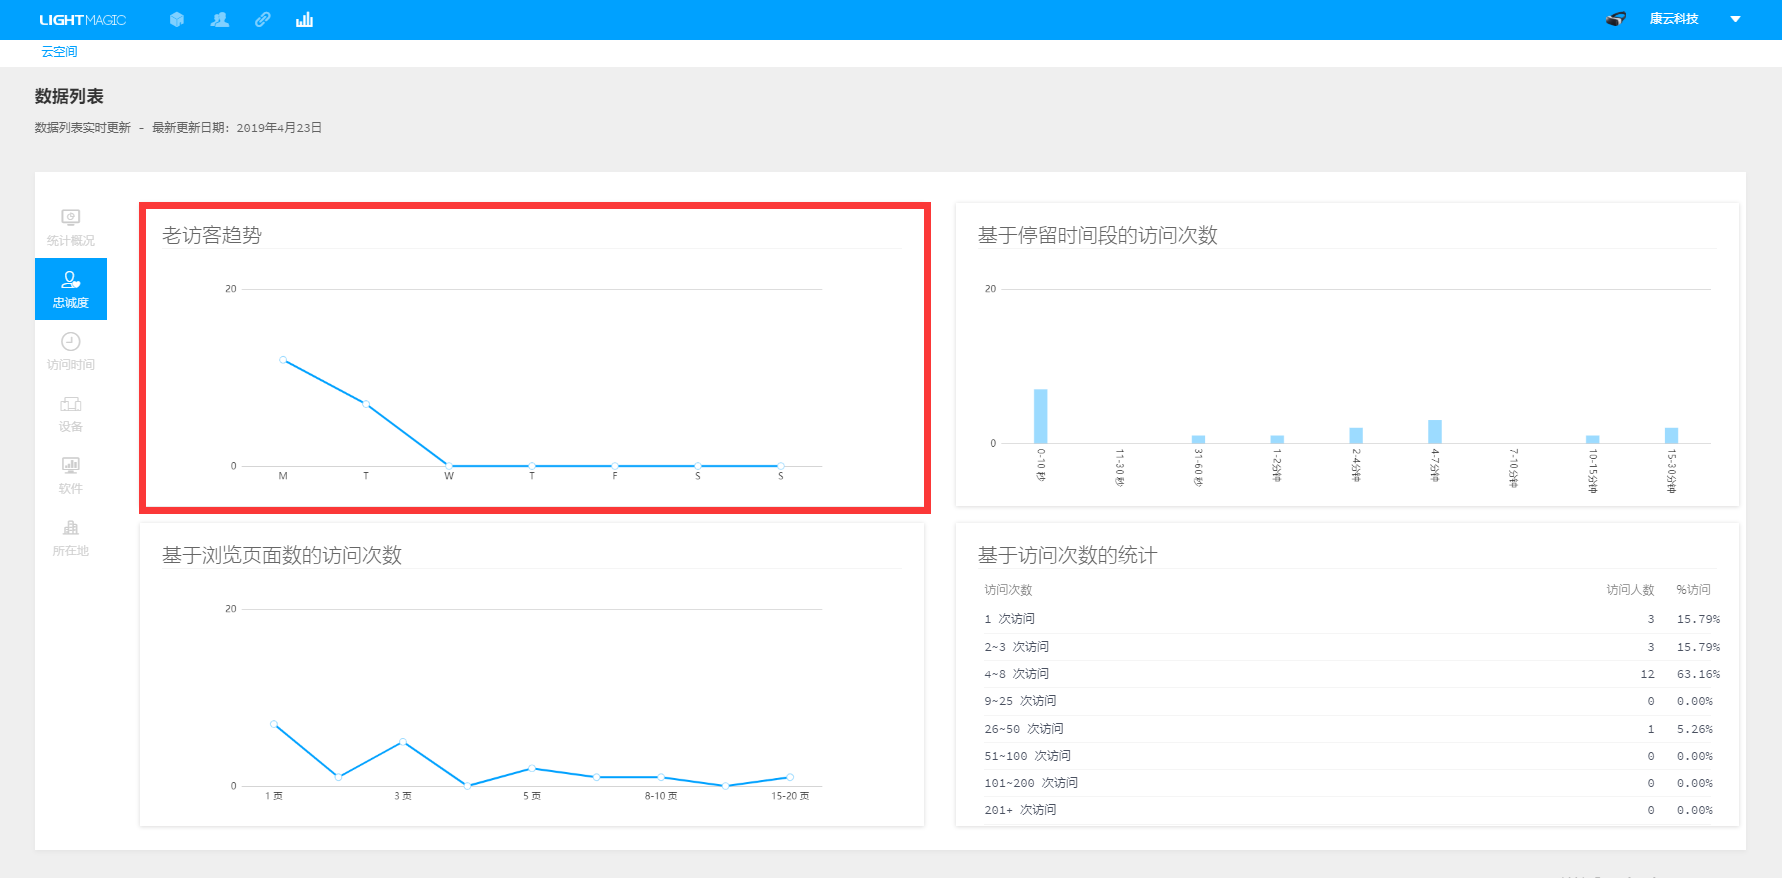 LIGHTMAGIC
康云科技
云空间
数据列表
数据列表实时更新 - 最新更新日期: 2019年4月23日
统计概况
忠诚度
访问时间
设备
软件
所在地
老访客趋势
20
0
M T W T F S S
基于停留时间段的访问次数
20
0
0-10 秒 11-30 秒 31-60 秒 1-2分钟 2-4分钟 4-7分钟 7-10分钟 10-15分钟 15-30分钟
基于浏览页面数的访问次数
20
0
1 页 3 页 5 页 8-10 页 15-20 页
基于访问次数的统计
访问次数 访问人数 %访问
1 次访问 3 15.79%
2~3 次访问 3 15.79%
4~8 次访问 12 63.16%
9~25 次访问 0 0.00%
26~50 次访问 1 5.26%
51~100 次访问 0 0.00%
101~200 次访问 0 0.00%
201+ 次访问 0 0.00%